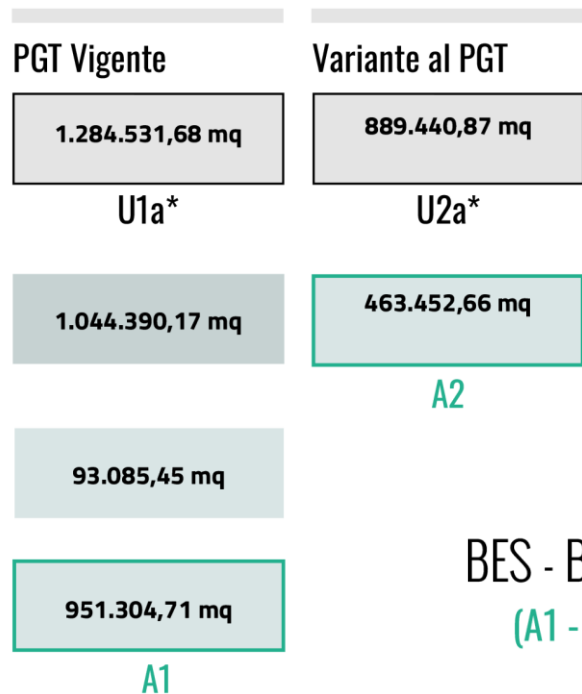 PGT Vigente
Variante al PGT
1.284.531,68 mq
889.440,87 mq
U1a*
U2a*
1.044.390,17 mq
463.452,66 mq
A2
93.085,45 mq
BES - B
951.304,71 mq
(A1 -
A1